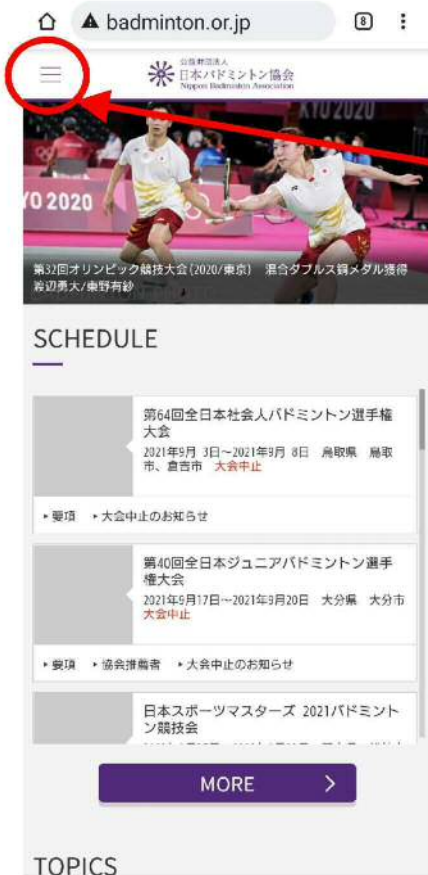 badminton.or.jp
8
公益財団法人
日本バドミントン協会
Nippon Badminton Association
KYO 2020
YO 2020
第32回オリンピック競技大会(2020/東京) 混合ダブルス銅メダル獲得
渡辺勇大/東野有紗
SCHEDULE
第64回全日本社会人バドミントン選手権
大会
2021年9月 3日～2021年9月 8日 鳥取県 鳥取
市、倉吉市 大会中止
▸要項 ▸大会中止のお知らせ
第40回全日本ジュニアバドミントン選手
権大会
2021年9月17日～2021年9月20日 大分県 大分市
大会中止
▸要項 ▸協会推薦者 ▸大会中止のお知らせ
日本スポーツマスターズ 2021バドミント
ン競技会
MORE
TOPICS